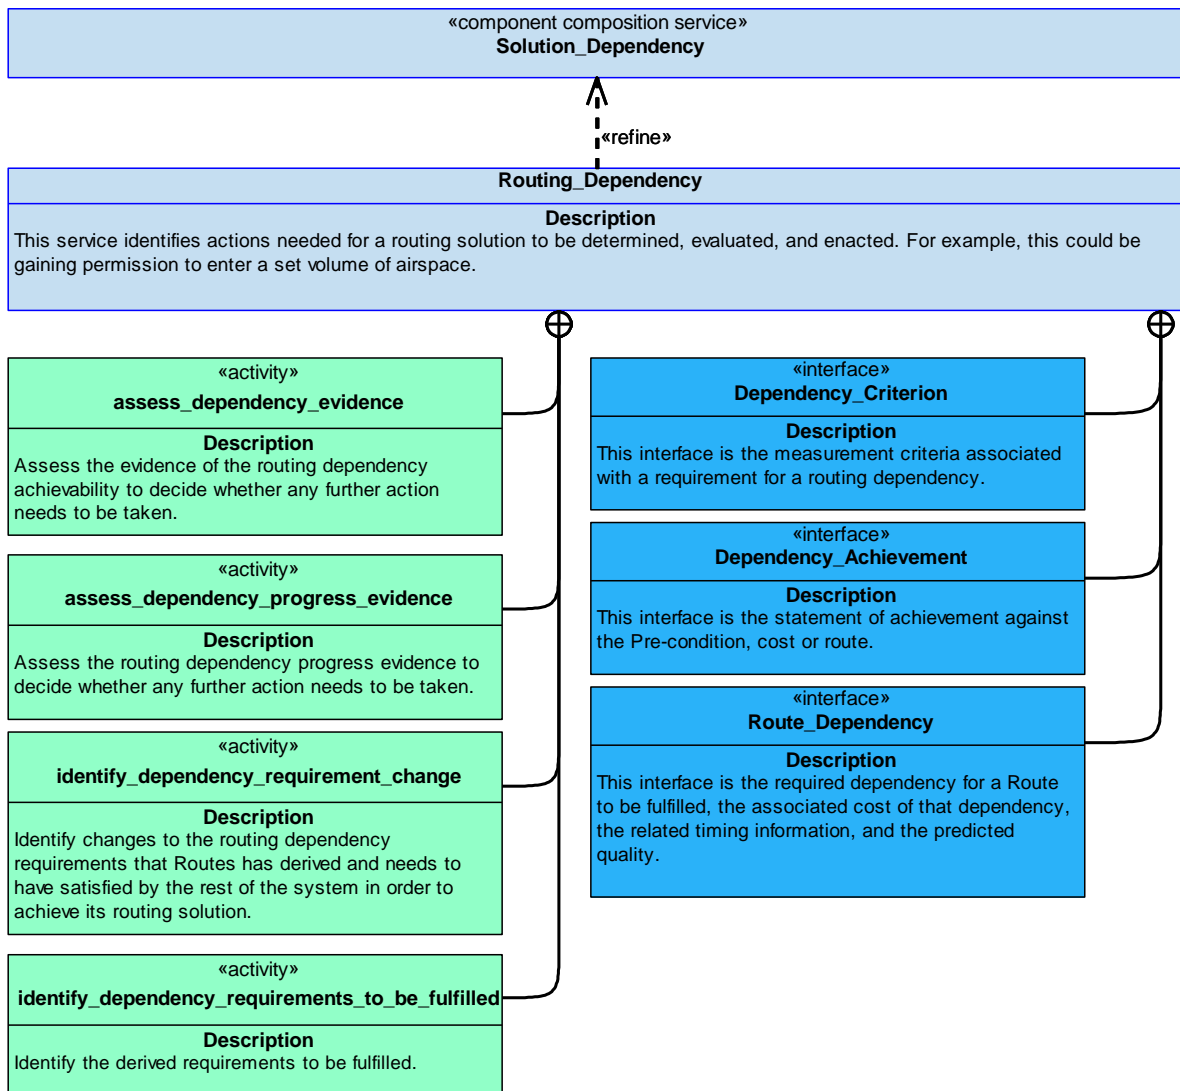 «component composition service»
Solution_Dependency
«refine»
Routing_Dependency
Description
This service identifies actions needed for a routing solution to be determined, evaluated, and enacted. For example, this could be
gaining permission to enter a set volume of airspace.
«activity»
assess_dependency_evidence
Description
Assess the evidence of the routing dependency
achievability to decide whether any further action
needs to be taken.
«activity»
assess_dependency_progress_evidence
Description
Assess the routing dependency progress evidence to
decide whether any further action needs to be taken.
«activity»
identify_dependency_requirement_change
Description
Identify changes to the routing dependency
requirements that Routes has derived and needs to
have satisfied by the rest of the system in order to
achieve its routing solution.
«activity»
identify_dependency_requirements_to_be_fulfilled
Description
Identify the derived requirements to be fulfilled.
«interface»
Dependency_Criterion
Description
This interface is the measurement criteria associated
with a requirement for a routing dependency.
«interface»
Dependency_Achievement
Description
This interface is the statement of achievement against
the Pre-condition, cost or route.
«interface»
Route_Dependency
Description
This interface is the required dependency for a Route
to be fulfilled, the associated cost of that dependency,
the related timing information, and the predicted
quality.